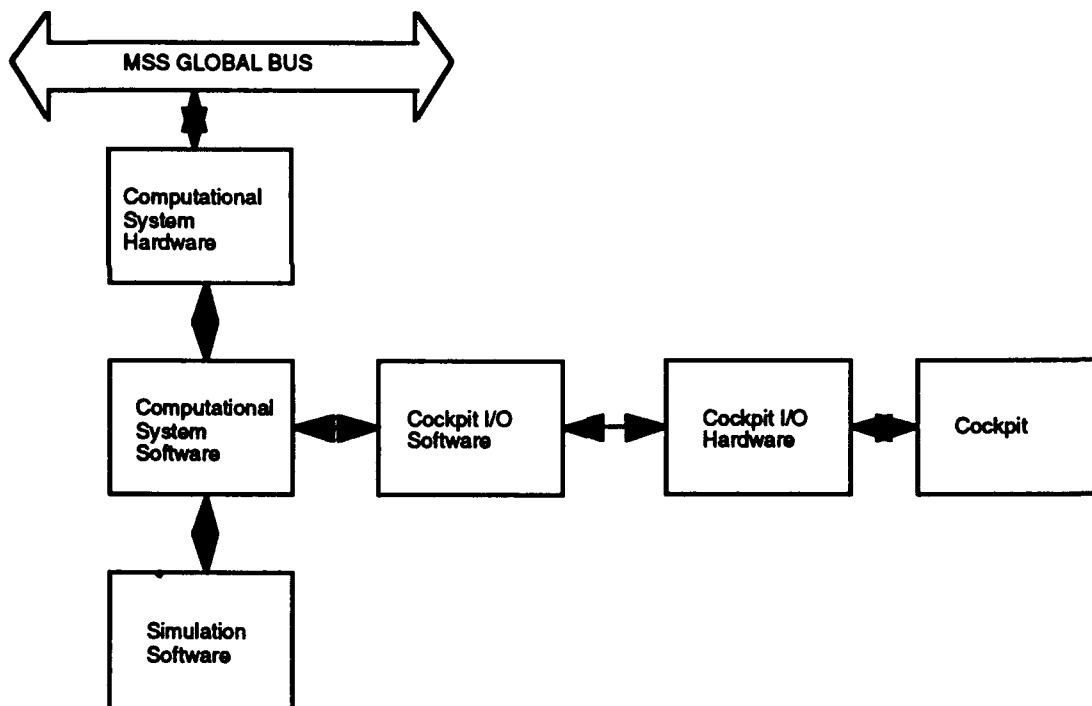 MSS GLOBAL BUS
Computational
System
Hardware
Computational
System
Software
Cockpit I/O
Software
Cockpit I/O
Hardware
Cockpit
Simulation
Software